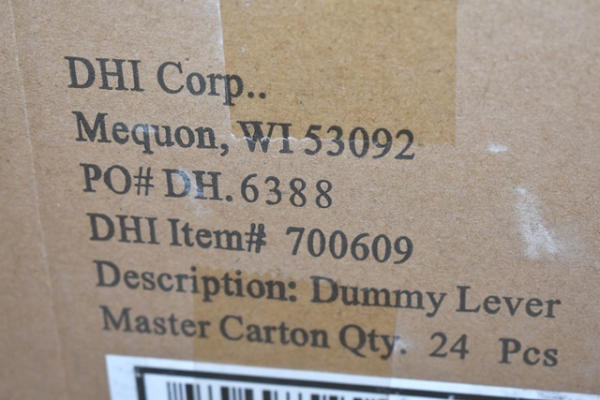 DHI Corp..
Mequon, WI 53092
PO# DH.6388
DHI Item# 700609
Description: Dummy Lever
Master Carton Qty. 24 Pcs